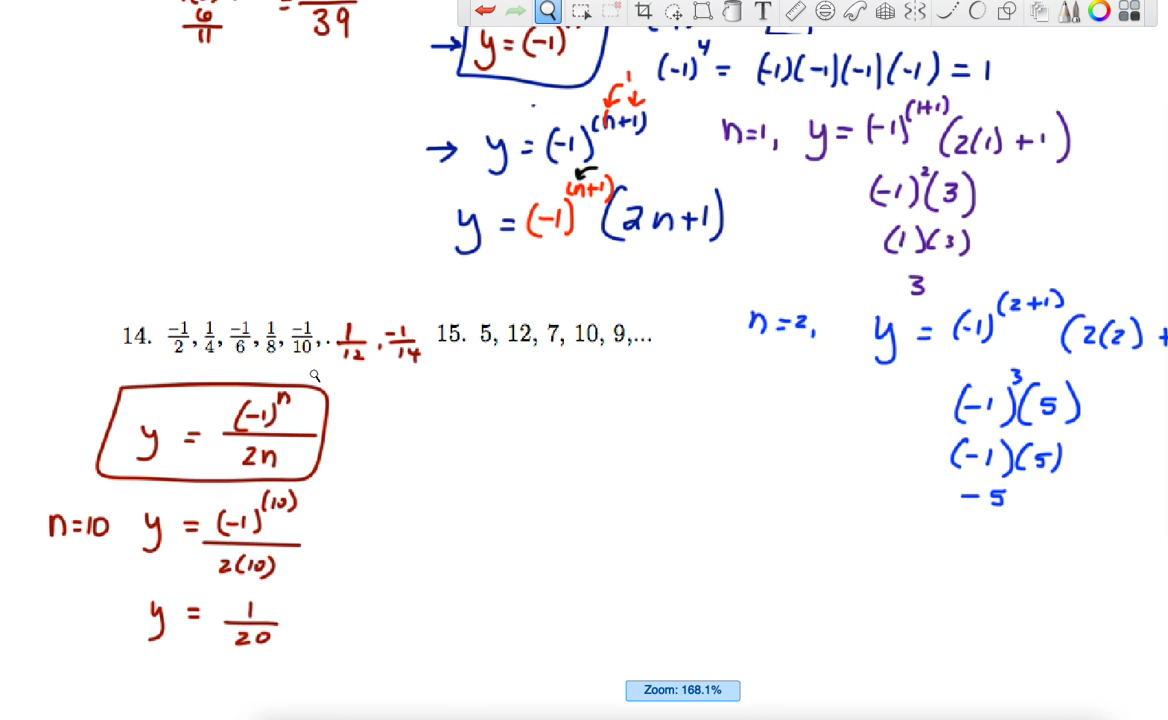 6
11
=
39
→ y = (-1)
(-1)^4 = (-1)(-1)(-1)(-1) = 1
1
→ y = (-1)^(n+1)
y = (-1)^(n+1) (2n+1)
n=1, y = (-1)^(1+1) (2(1)+1)
(-1)^2(3)
(1)(3)
3
14. -1/2, 1/4, -1/6, 1/8, -1/10, . 1/12, -1/14
15. 5, 12, 7, 10, 9,...
n=2, y = (-1)^(2+1) (2(2) +
(-1)^3(5)
(-1)(5)
-5
y = (-1)^n / 2n
n=10 y = (-1)^(10) / 2(10)
y = 1/20
Zoom: 168.1%